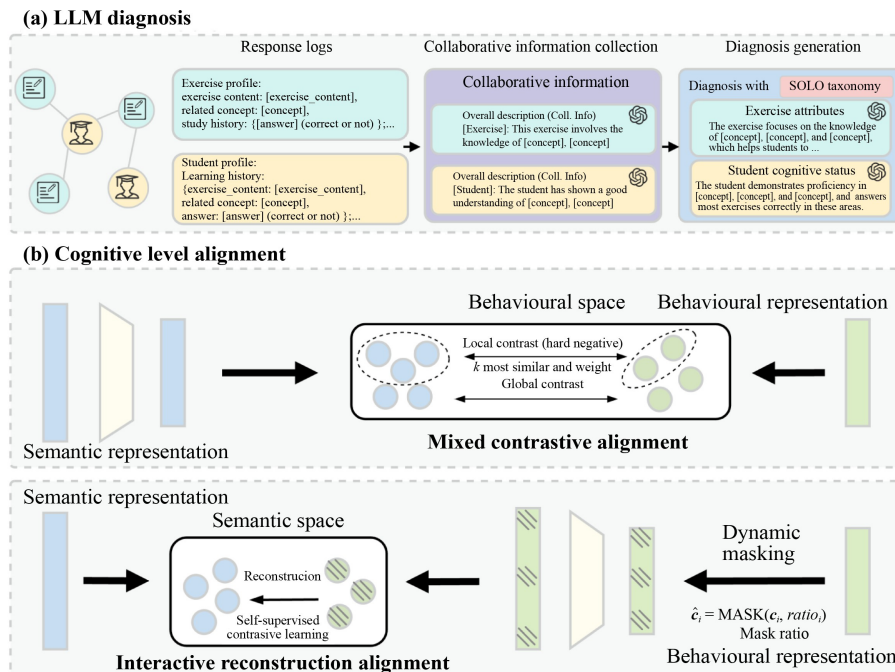 (a) LLM diagnosis
Response logs
Collaborative information collection
Diagnosis generation
Exercise profile:
exercise content: [exercise_content],
related concept: [concept],
study history: {[answer] (correct or not) };...
Student profile:
Learning history:
{exercise_content: [exercise_content],
related concept: [concept],
answer: [answer] (correct or not) };...
Collaborative information
Overall description (Coll. Info)
[Exercise]: This exercise involves the
knowledge of [concept], [concept]
Overall description (Coll. Info)
[Student]: The student has shown a good
understanding of [concept], [concept]
Diagnosis with SOLO taxonomy
Exercise attributes
The exercise focuses on the knowledge
of [concept], [concept], and [concept],
which helps students to ...
Student cognitive status
The student demonstrates proficiency in
[concept], [concept], and [concept], and answers
most exercises correctly in these areas.
(b) Cognitive level alignment
Behavioural space
Behavioural representation
Local contrast (hard negative)
k most similar and weight
Global contrast
Semantic representation
Mixed contrastive alignment
Semantic representation
Semantic space
Reconstrucion
Self-supervised
contrasive learning
Interactive reconstruction alignment
Dynamic
masking
ĉᵢ = MASK(cᵢ, ratioᵢ)
Mask ratio
Behavioural representation